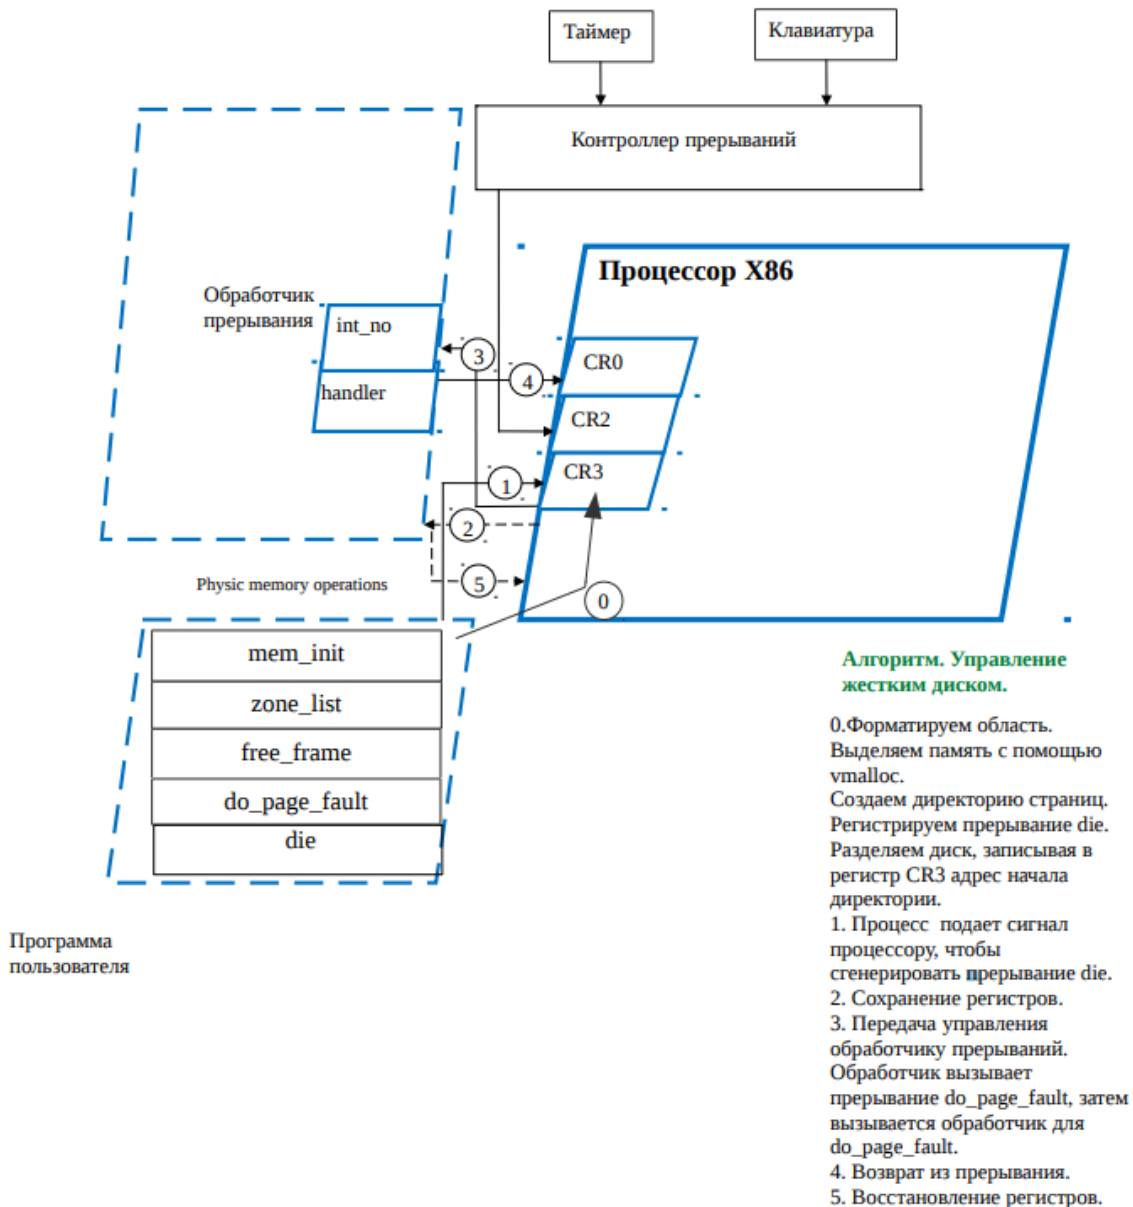 Таймер
Клавиатура
Контроллер прерываний
Процессор X86
Обработчик
прерывания
int_no
handler
CR0
CR2
CR3
3
4
1
2
5
0
Physic memory operations
mem_init
zone_list
free_frame
do_page_fault
die
Программа
пользователя
Алгоритм. Управление
жестким диском.
0.Форматируем область.
Выделяем память с помощью
vmalloc.
Создаем директорию страниц.
Регистрируем прерывание die.
Разделяем диск, записывая в
регистр CR3 адрес начала
директории.
1. Процесс подает сигнал
процессору, чтобы
сгенерировать прерывание die.
2. Сохранение регистров.
3. Передача управления
обработчику прерываний.
Обработчик вызывает
прерывание do_page_fault, затем
вызывается обработчик для
do_page_fault.
4. Возврат из прерывания.
5. Восстановление регистров.